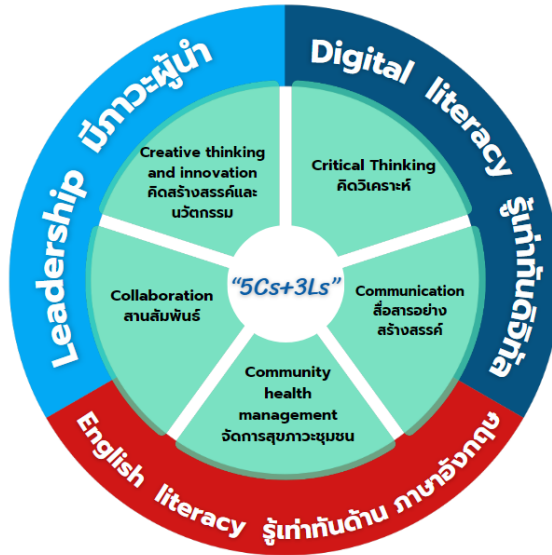 Leadership มีภาวะผู้นำ
Digital literacy รู้เท่าทันดิจิทัล
Creative thinking
and innovation
คิดสร้างสรรค์และ
นวัตกรรม
Critical Thinking
คิดวิเคราะห์
Collaboration
สานสัมพันธ์
"5Cs+3Ls"
Communication
สื่อสารอย่าง
สร้างสรรค์
Community
health
management
จัดการสุขภาวะชุมชน
English literacy รู้เท่าทันด้าน ภาษาอังกฤษ